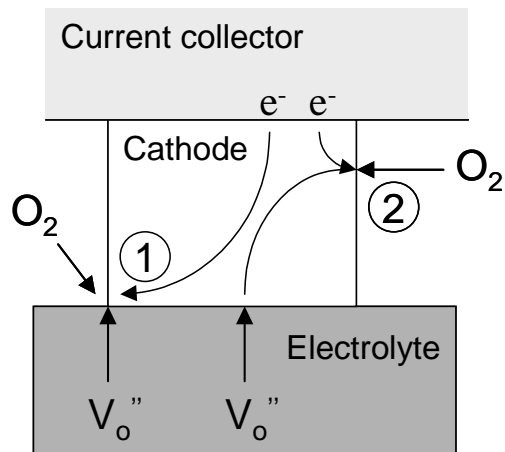 Current collector
e⁻ e⁻
Cathode
O₂
②
O₂
①
Electrolyte
Vₒ” Vₒ”